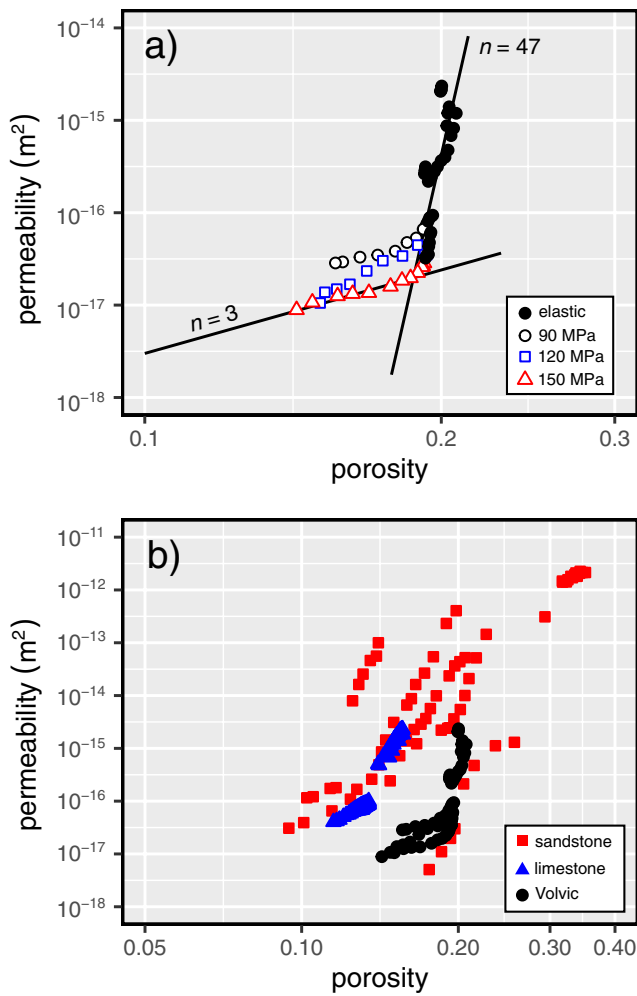 a)
n = 47
n = 3
permeability (m²)
10⁻¹⁴
10⁻¹⁵
10⁻¹⁶
10⁻¹⁷
10⁻¹⁸
elastic
90 MPa
120 MPa
150 MPa
0.1 0.2 0.3
porosity
b)
permeability (m²)
10⁻¹¹
10⁻¹²
10⁻¹³
10⁻¹⁴
10⁻¹⁵
10⁻¹⁶
10⁻¹⁷
10⁻¹⁸
sandstone
limestone
Volvic
0.05 0.10 0.20 0.30 0.40
porosity